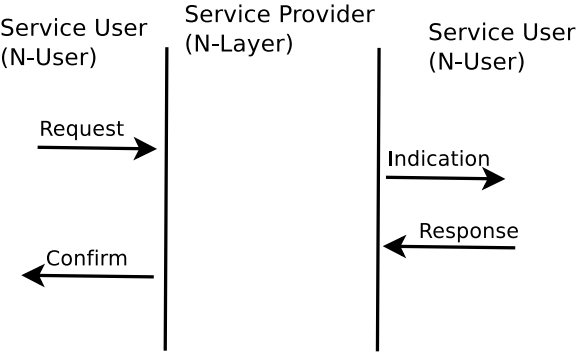 Service User
(N-User)
Service Provider
(N-Layer)
Service User
(N-User)
Request
Indication
Response
Confirm